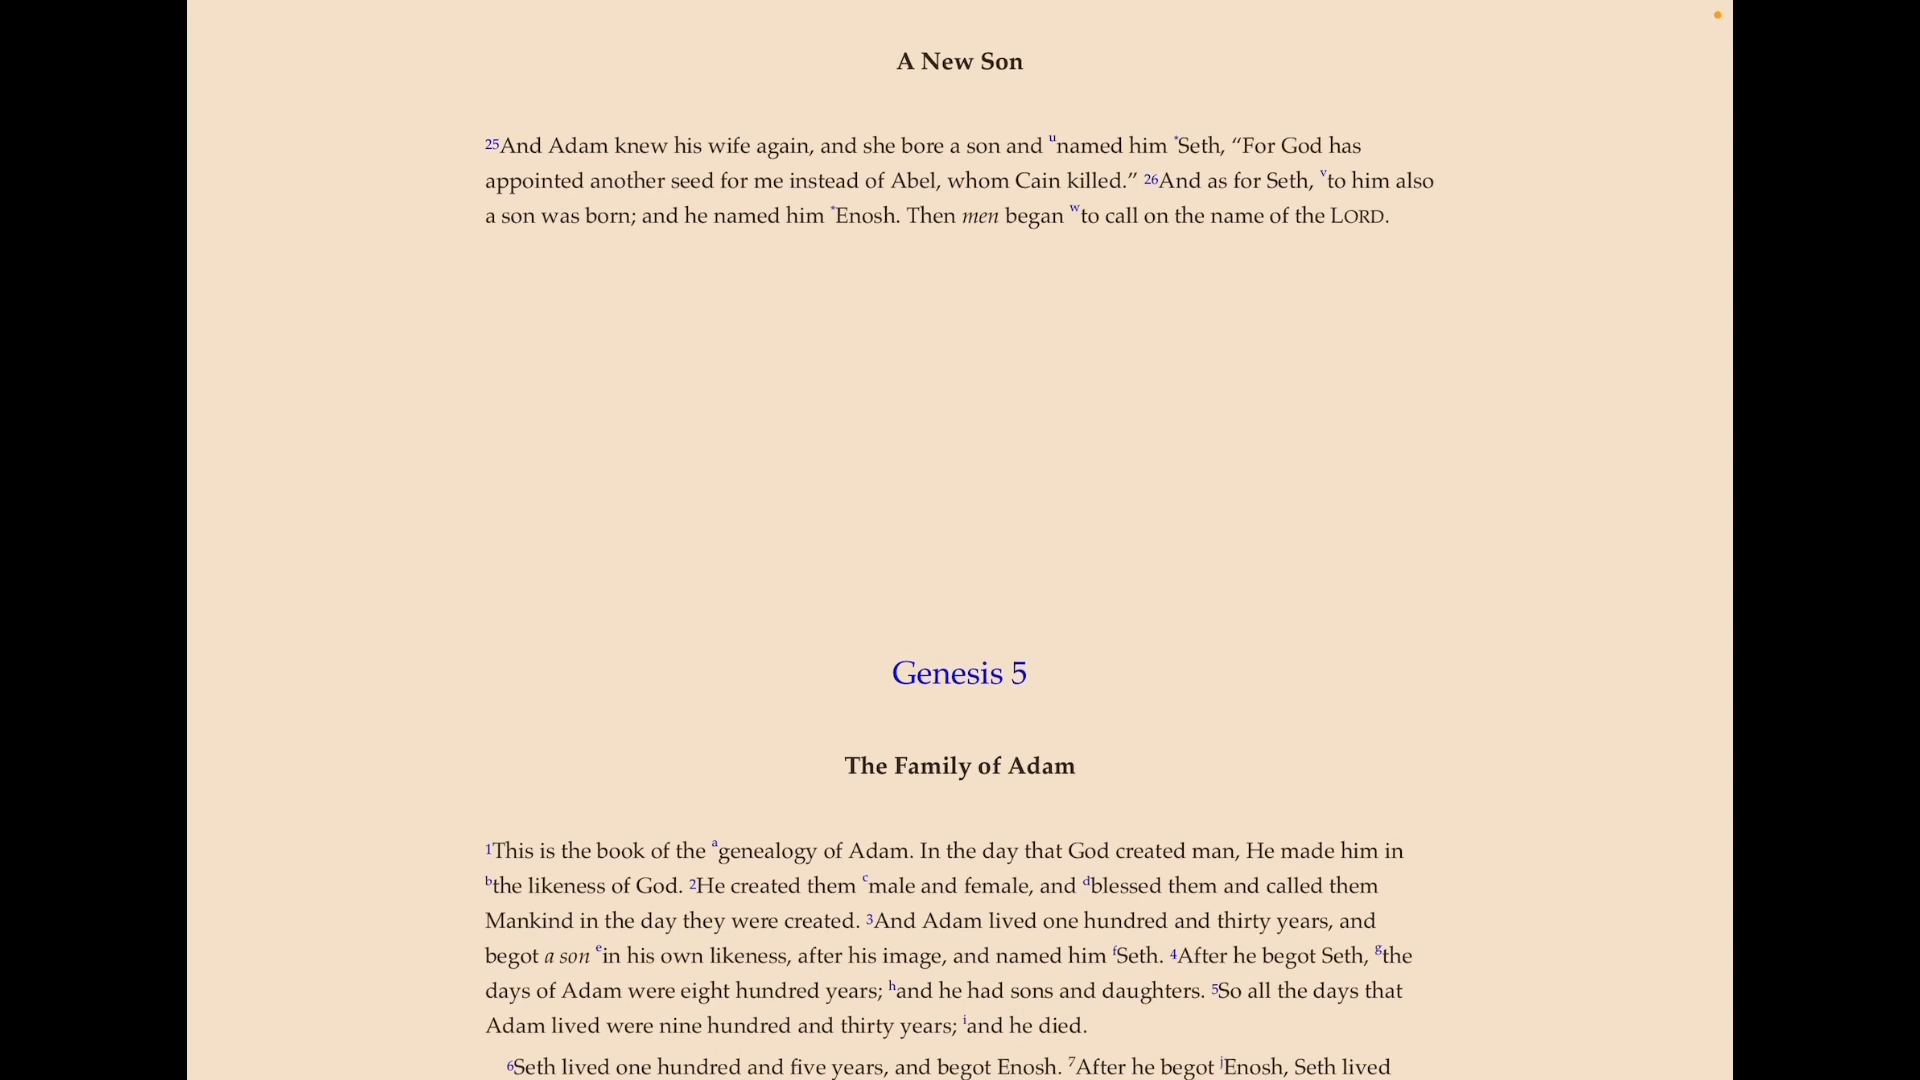 A New Son
25And Adam knew his wife again, and she bore a son and unamed him *Seth, “For God has
appointed another seed for me instead of Abel, whom Cain killed.” 26And as for Seth, vto him also
a son was born; and he named him *Enosh. Then men began wto call on the name of the LORD.
Genesis 5
The Family of Adam
1This is the book of the agenealogy of Adam. In the day that God created man, He made him in
bthe likeness of God. 2He created them cmale and female, and dblessed them and called them
Mankind in the day they were created. 3And Adam lived one hundred and thirty years, and
begot a son ein his own likeness, after his image, and named him fSeth. 4After he begot Seth, gthe
days of Adam were eight hundred years; hand he had sons and daughters. 5So all the days that
Adam lived were nine hundred and thirty years; iand he died.
6Seth lived one hundred and five years, and begot Enosh. 7After he begot jEnosh, Seth lived